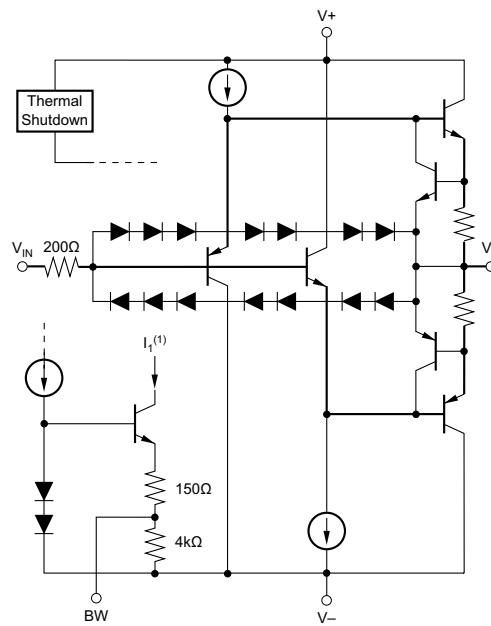 V+
Thermal
Shutdown
VIN
200Ω
V
I1(1)
150Ω
4kΩ
BW
V–